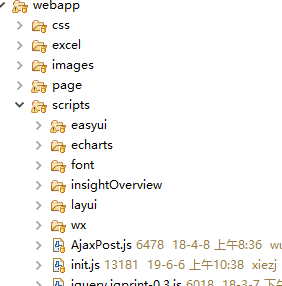 webapp
css
excel
images
page
scripts
easyui
echarts
font
insightOverview
layui
wx
AjaxPost.js 6478 18-4-8 上午8:36
init.js 13181 19-6-6 上午10:38 xiezj
jquery.jqprint-0.3.js 6018 18-3-7